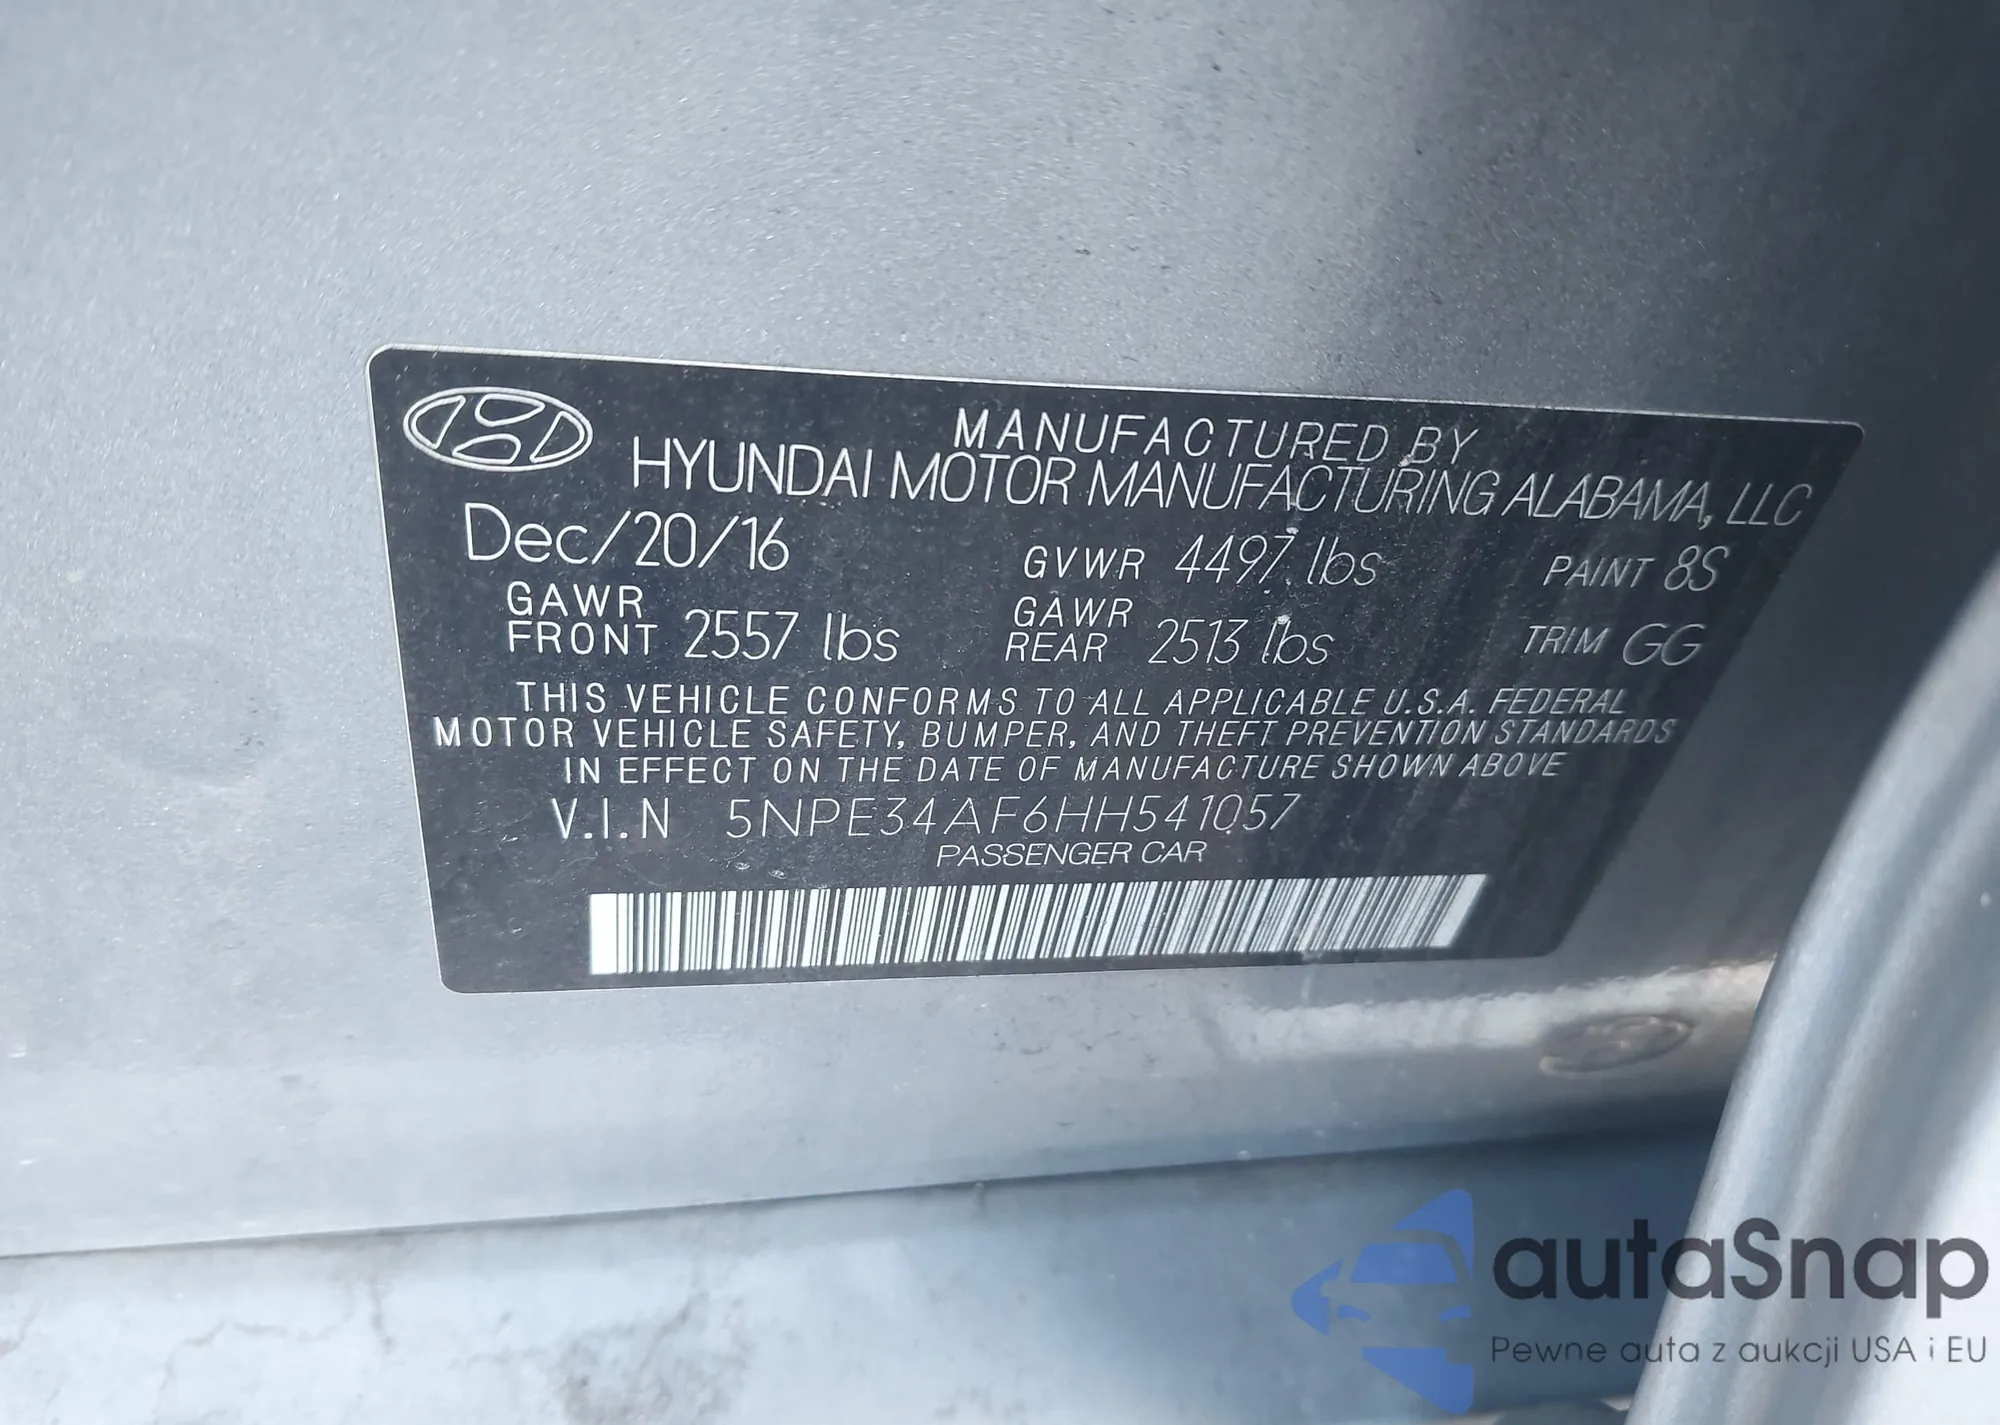 MANUFACTURED BY
HYUNDAI MOTOR MANUFACTURING ALABAMA, LLC
Dec/20/16 GVWR 4497 lbs PAINT 8S
GAWR FRONT 2557 lbs GAWR REAR 2513 lbs TRIM GG
THIS VEHICLE CONFORMS TO ALL APPLICABLE U.S.A. FEDERAL
MOTOR VEHICLE SAFETY, BUMPER, AND THEFT PREVENTION STANDARDS
IN EFFECT ON THE DATE OF MANUFACTURE SHOWN ABOVE
V.I.N 5NPE34AF6HH541057
PASSENGER CAR
autaSnap
Pewne auta z aukcji USA i EU